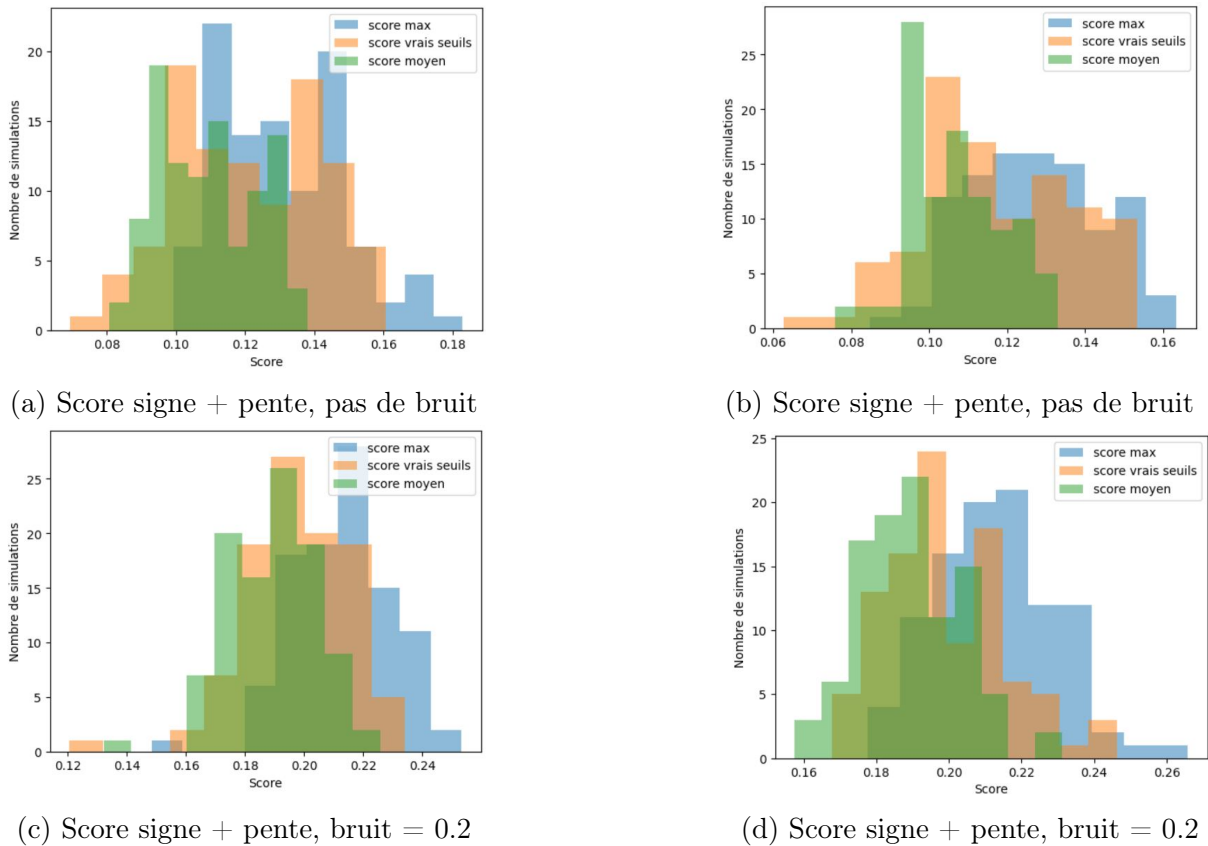 score max
score vrais seuils
score moyen
Nombre de simulations
20
15
10
5
0
0.08 0.10 0.12 0.14 0.16 0.18
Score
(a) Score signe + pente, pas de bruit
score max
score vrais seuils
score moyen
Nombre de simulations
25
20
15
10
5
0
0.06 0.08 0.10 0.12 0.14 0.16
Score
(b) Score signe + pente, pas de bruit
score max
score vrais seuils
score moyen
Nombre de simulations
25
20
15
10
5
0
0.12 0.14 0.16 0.18 0.20 0.22 0.24
Score
(c) Score signe + pente, bruit = 0.2
score max
score vrais seuils
score moyen
Nombre de simulations
25
20
15
10
5
0
0.16 0.18 0.20 0.22 0.24 0.26
Score
(d) Score signe + pente, bruit = 0.2